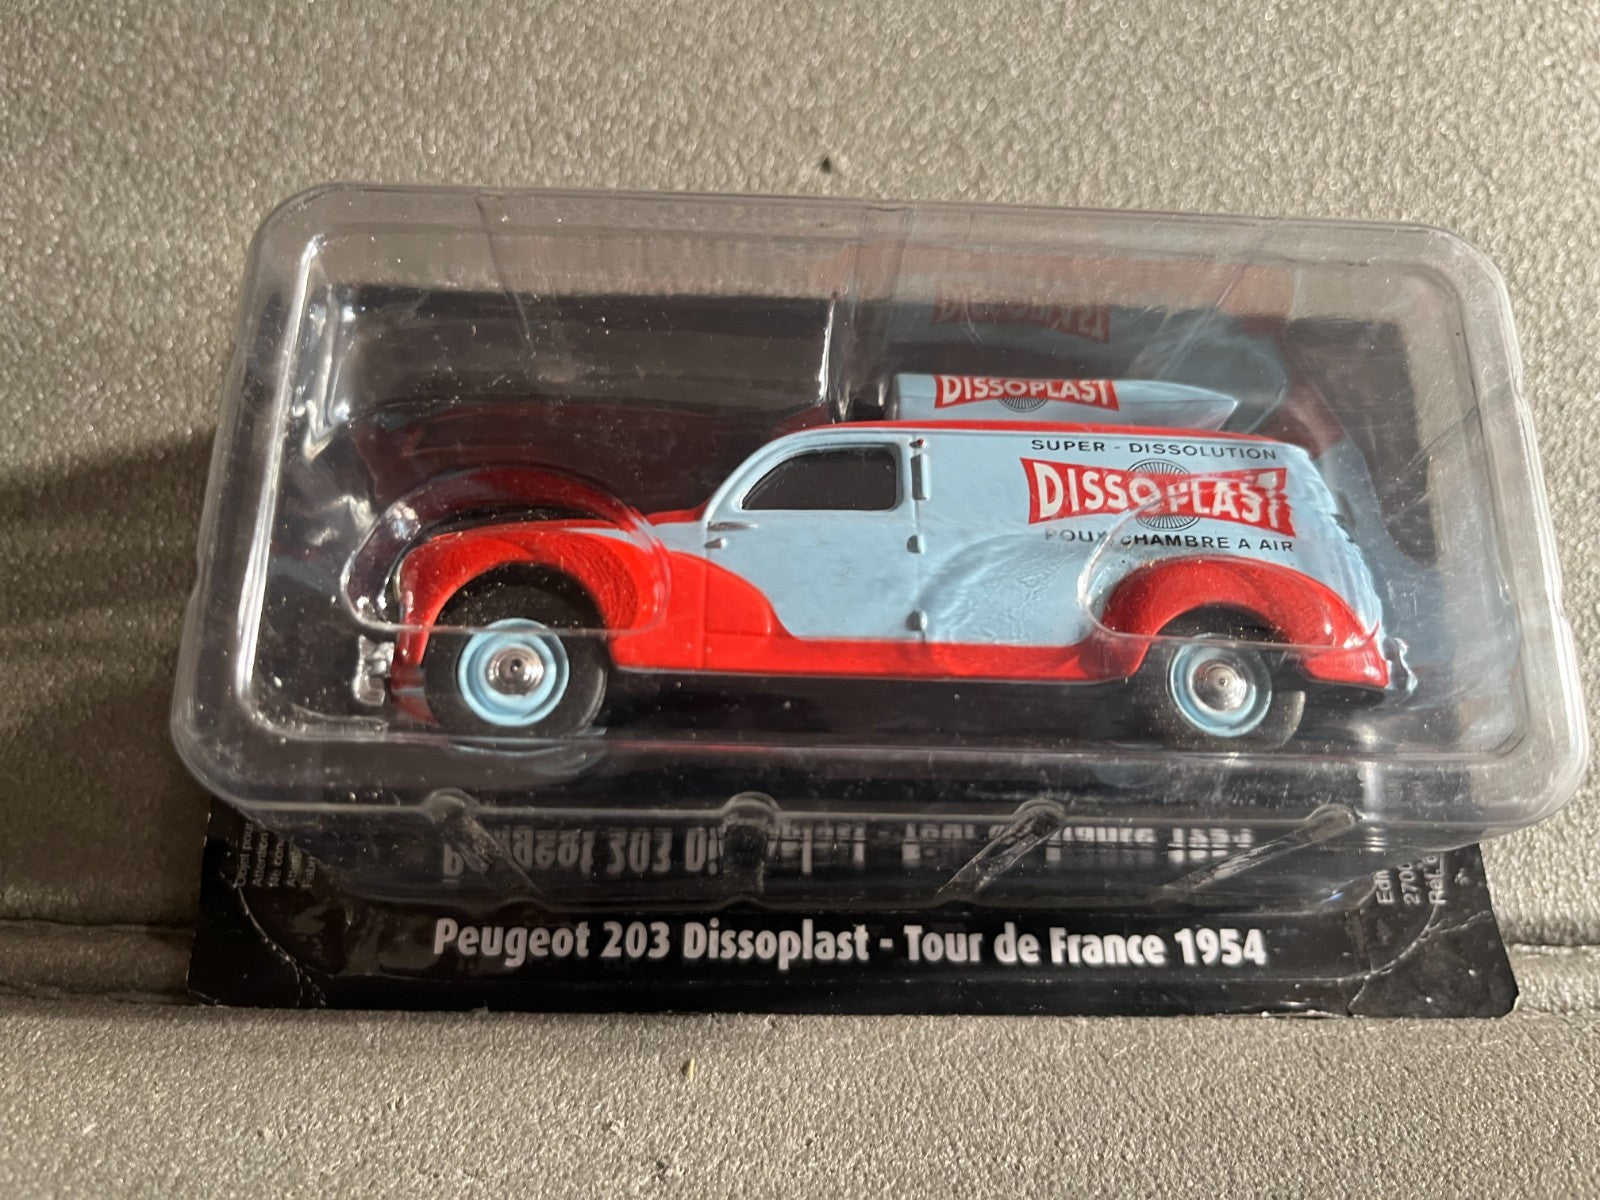 DISSOPLAST
SUPER - DISSOLUTION
DISSOPLAST
POUR CHAMBRE A AIR
Peugeot 203 Dissoplast - Tour de France 1954